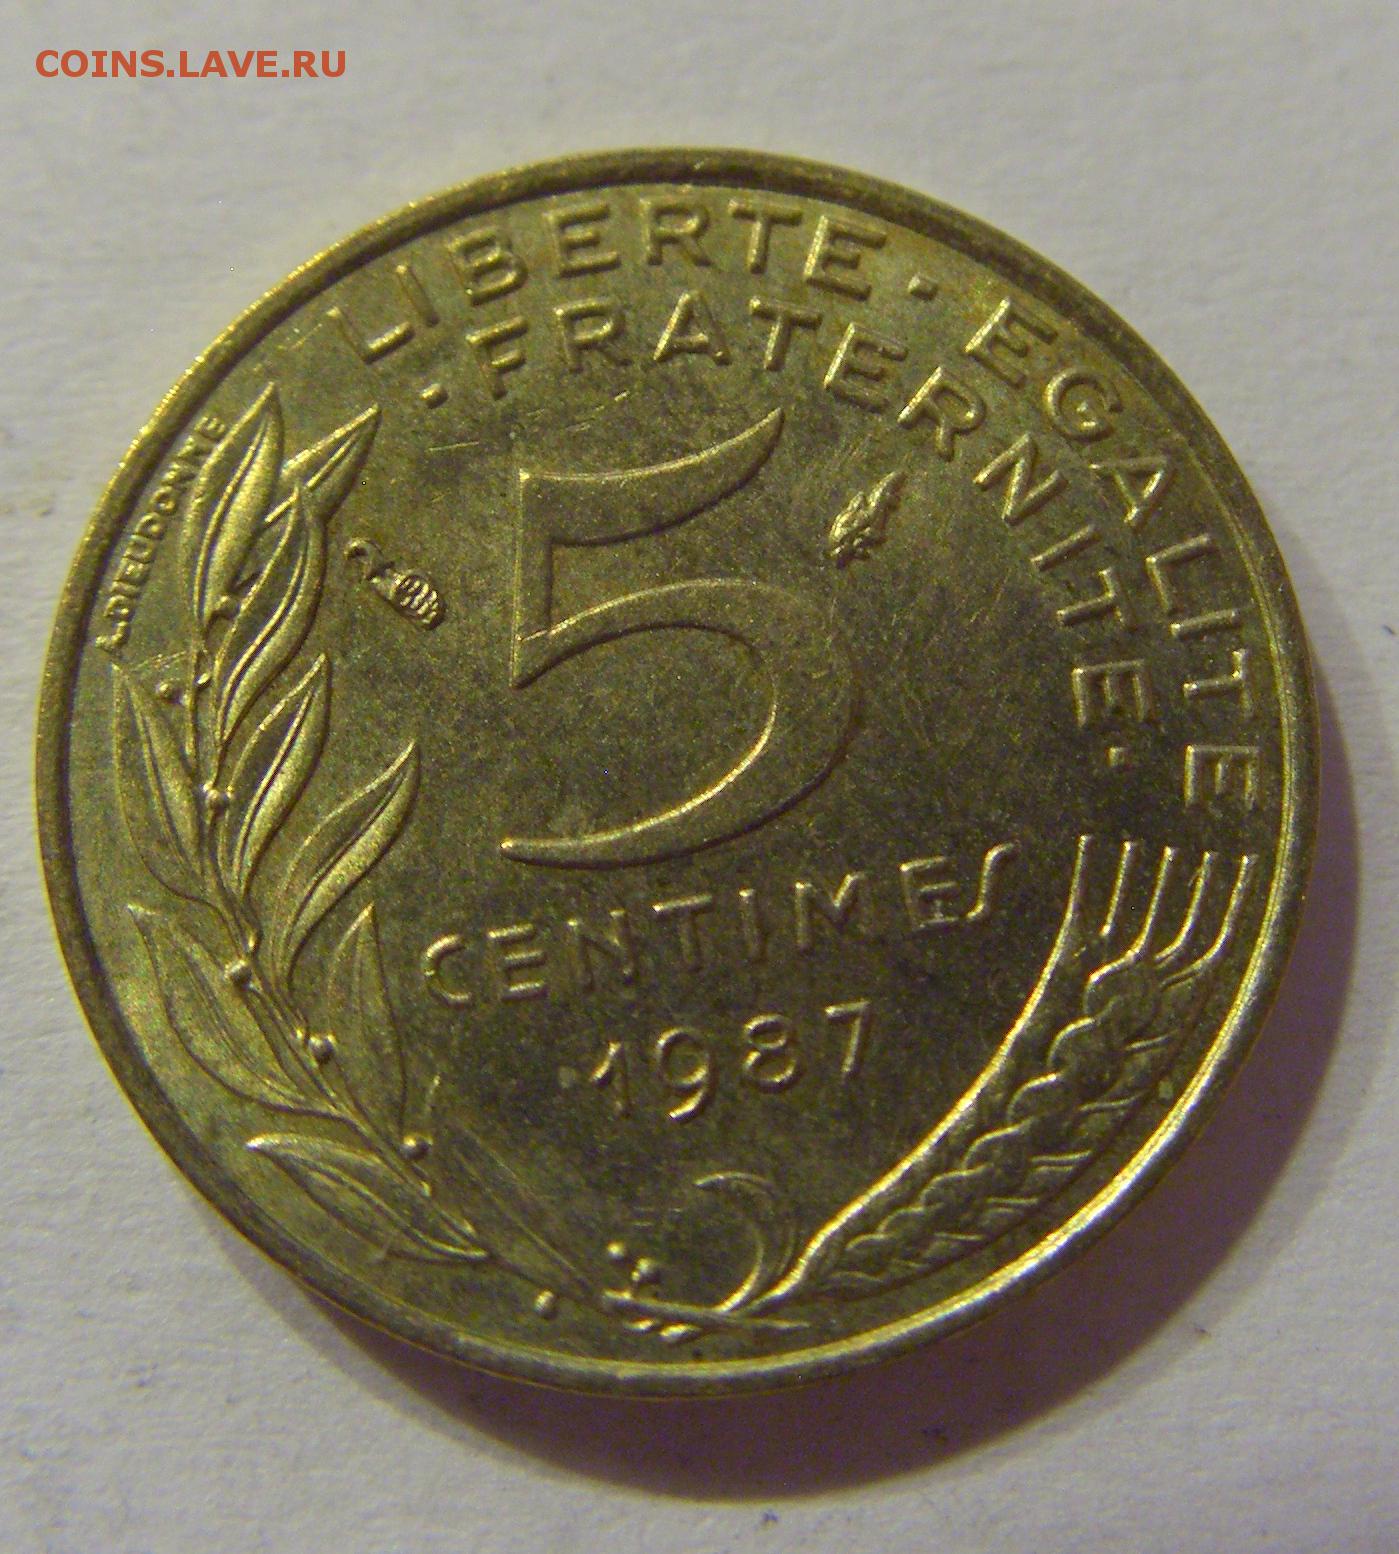 COINS.LAVE.RU
LIBERTE · EGALITE
· FRATERNITE ·
A.DIEUDONNE
5
CENTIMES
1987